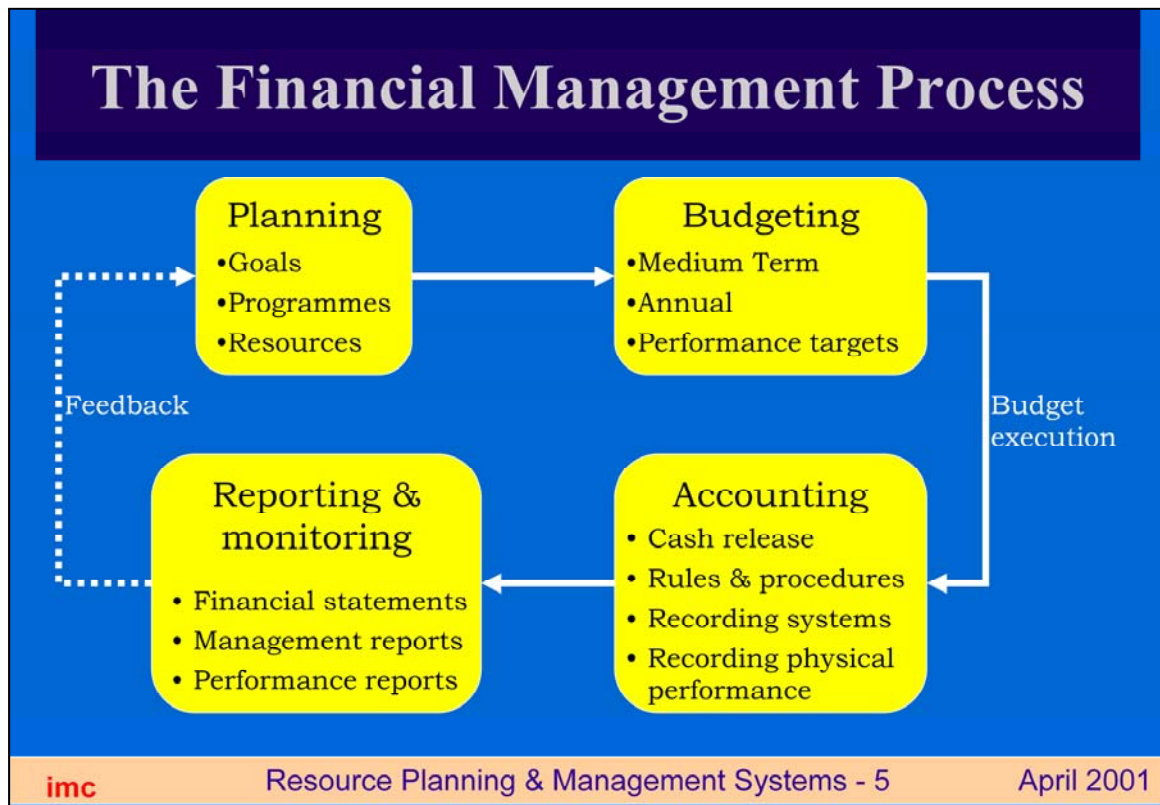 The Financial Management Process
Planning
•Goals
•Programmes
•Resources
Budgeting
•Medium Term
•Annual
•Performance targets
Feedback
Budget
execution
Reporting &
monitoring
• Financial statements
• Management reports
• Performance reports
Accounting
• Cash release
• Rules & procedures
• Recording systems
• Recording physical
performance
imc
Resource Planning & Management Systems - 5
April 2001